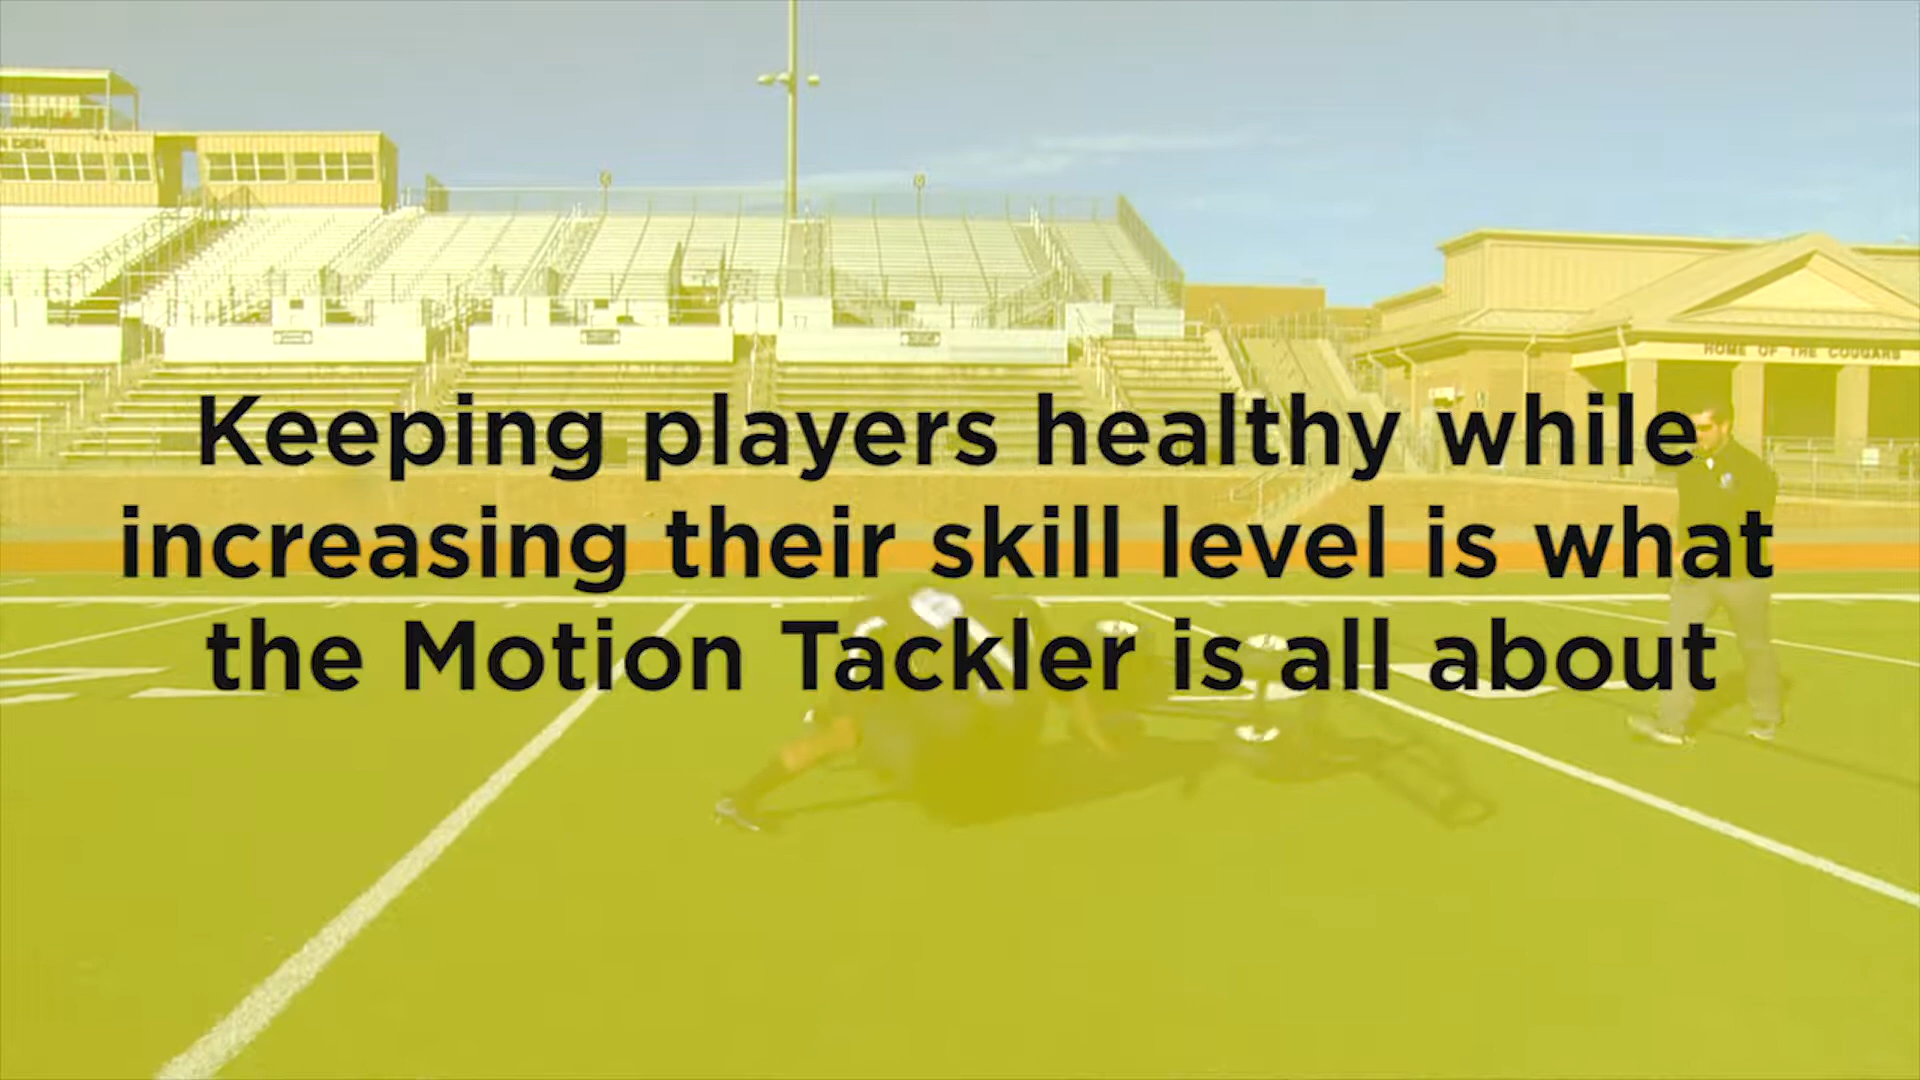 DEN
HOME OF THE COUGARS
Keeping players healthy while
increasing their skill level is what
the Motion Tackler is all about